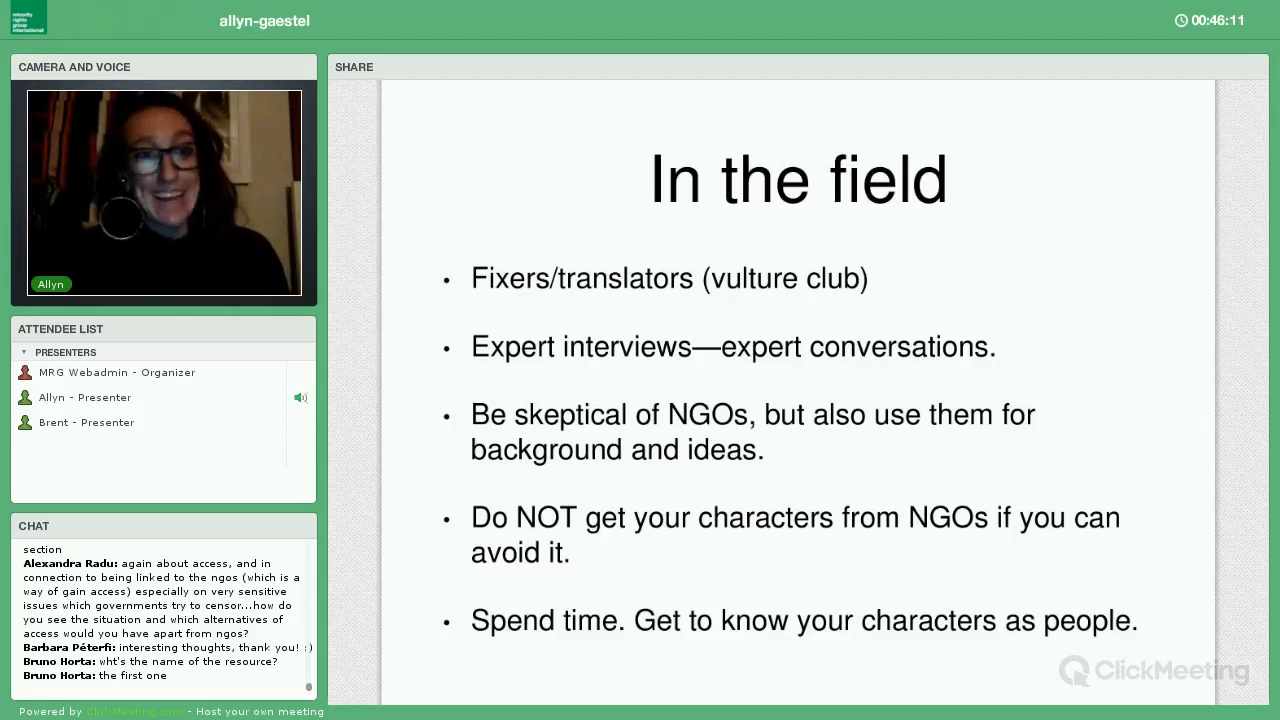 minority
rights
group
international
allyn-gaestel
00:46:11
CAMERA AND VOICE
Allyn
ATTENDEE LIST
PRESENTERS
MRG Webadmin - Organizer
Allyn - Presenter
Brent - Presenter
CHAT
section
Alexandra Radu: again about access, and in
connection to being linked to the ngos (which is a
way of gain access) especially on very sensitive
issues which governments try to censor...how do
you see the situation and which alternatives of
access would you have apart from ngos?
Barbara Péterfi: interesting thoughts, thank you! :)
Bruno Horta: wht's the name of the resource?
Bruno Horta: the first one
SHARE
In the field
• Fixers/translators (vulture club)
• Expert interviews—expert conversations.
• Be skeptical of NGOs, but also use them for
background and ideas.
• Do NOT get your characters from NGOs if you can
avoid it.
• Spend time. Get to know your characters as people.
ClickMeeting
Powered by ClickMeeting.com - Host your own meeting